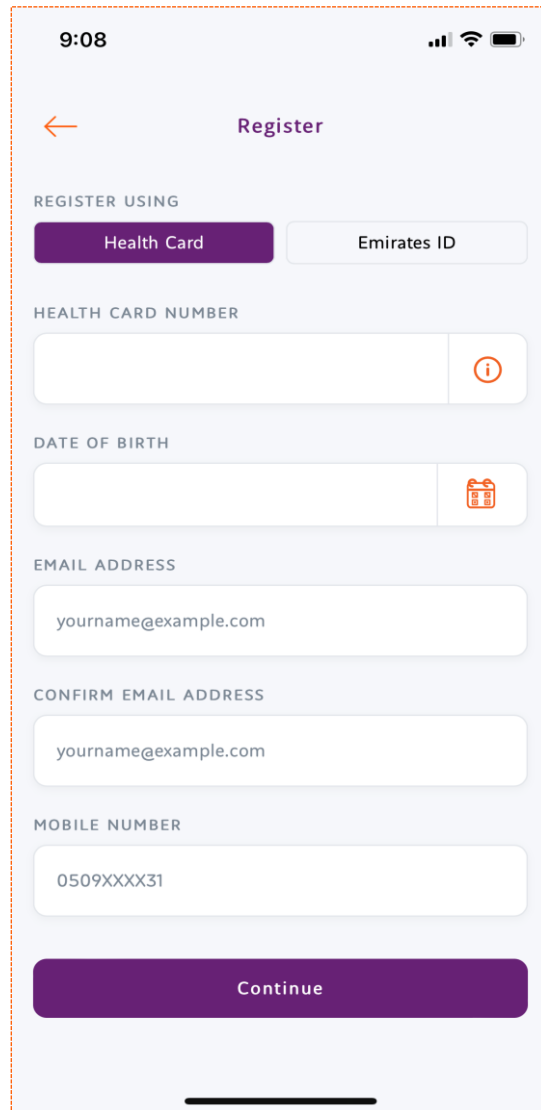 9:08
Register
REGISTER USING
Health Card
Emirates ID
HEALTH CARD NUMBER
DATE OF BIRTH
EMAIL ADDRESS
yourname@example.com
CONFIRM EMAIL ADDRESS
yourname@example.com
MOBILE NUMBER
0509XXXX31
Continue